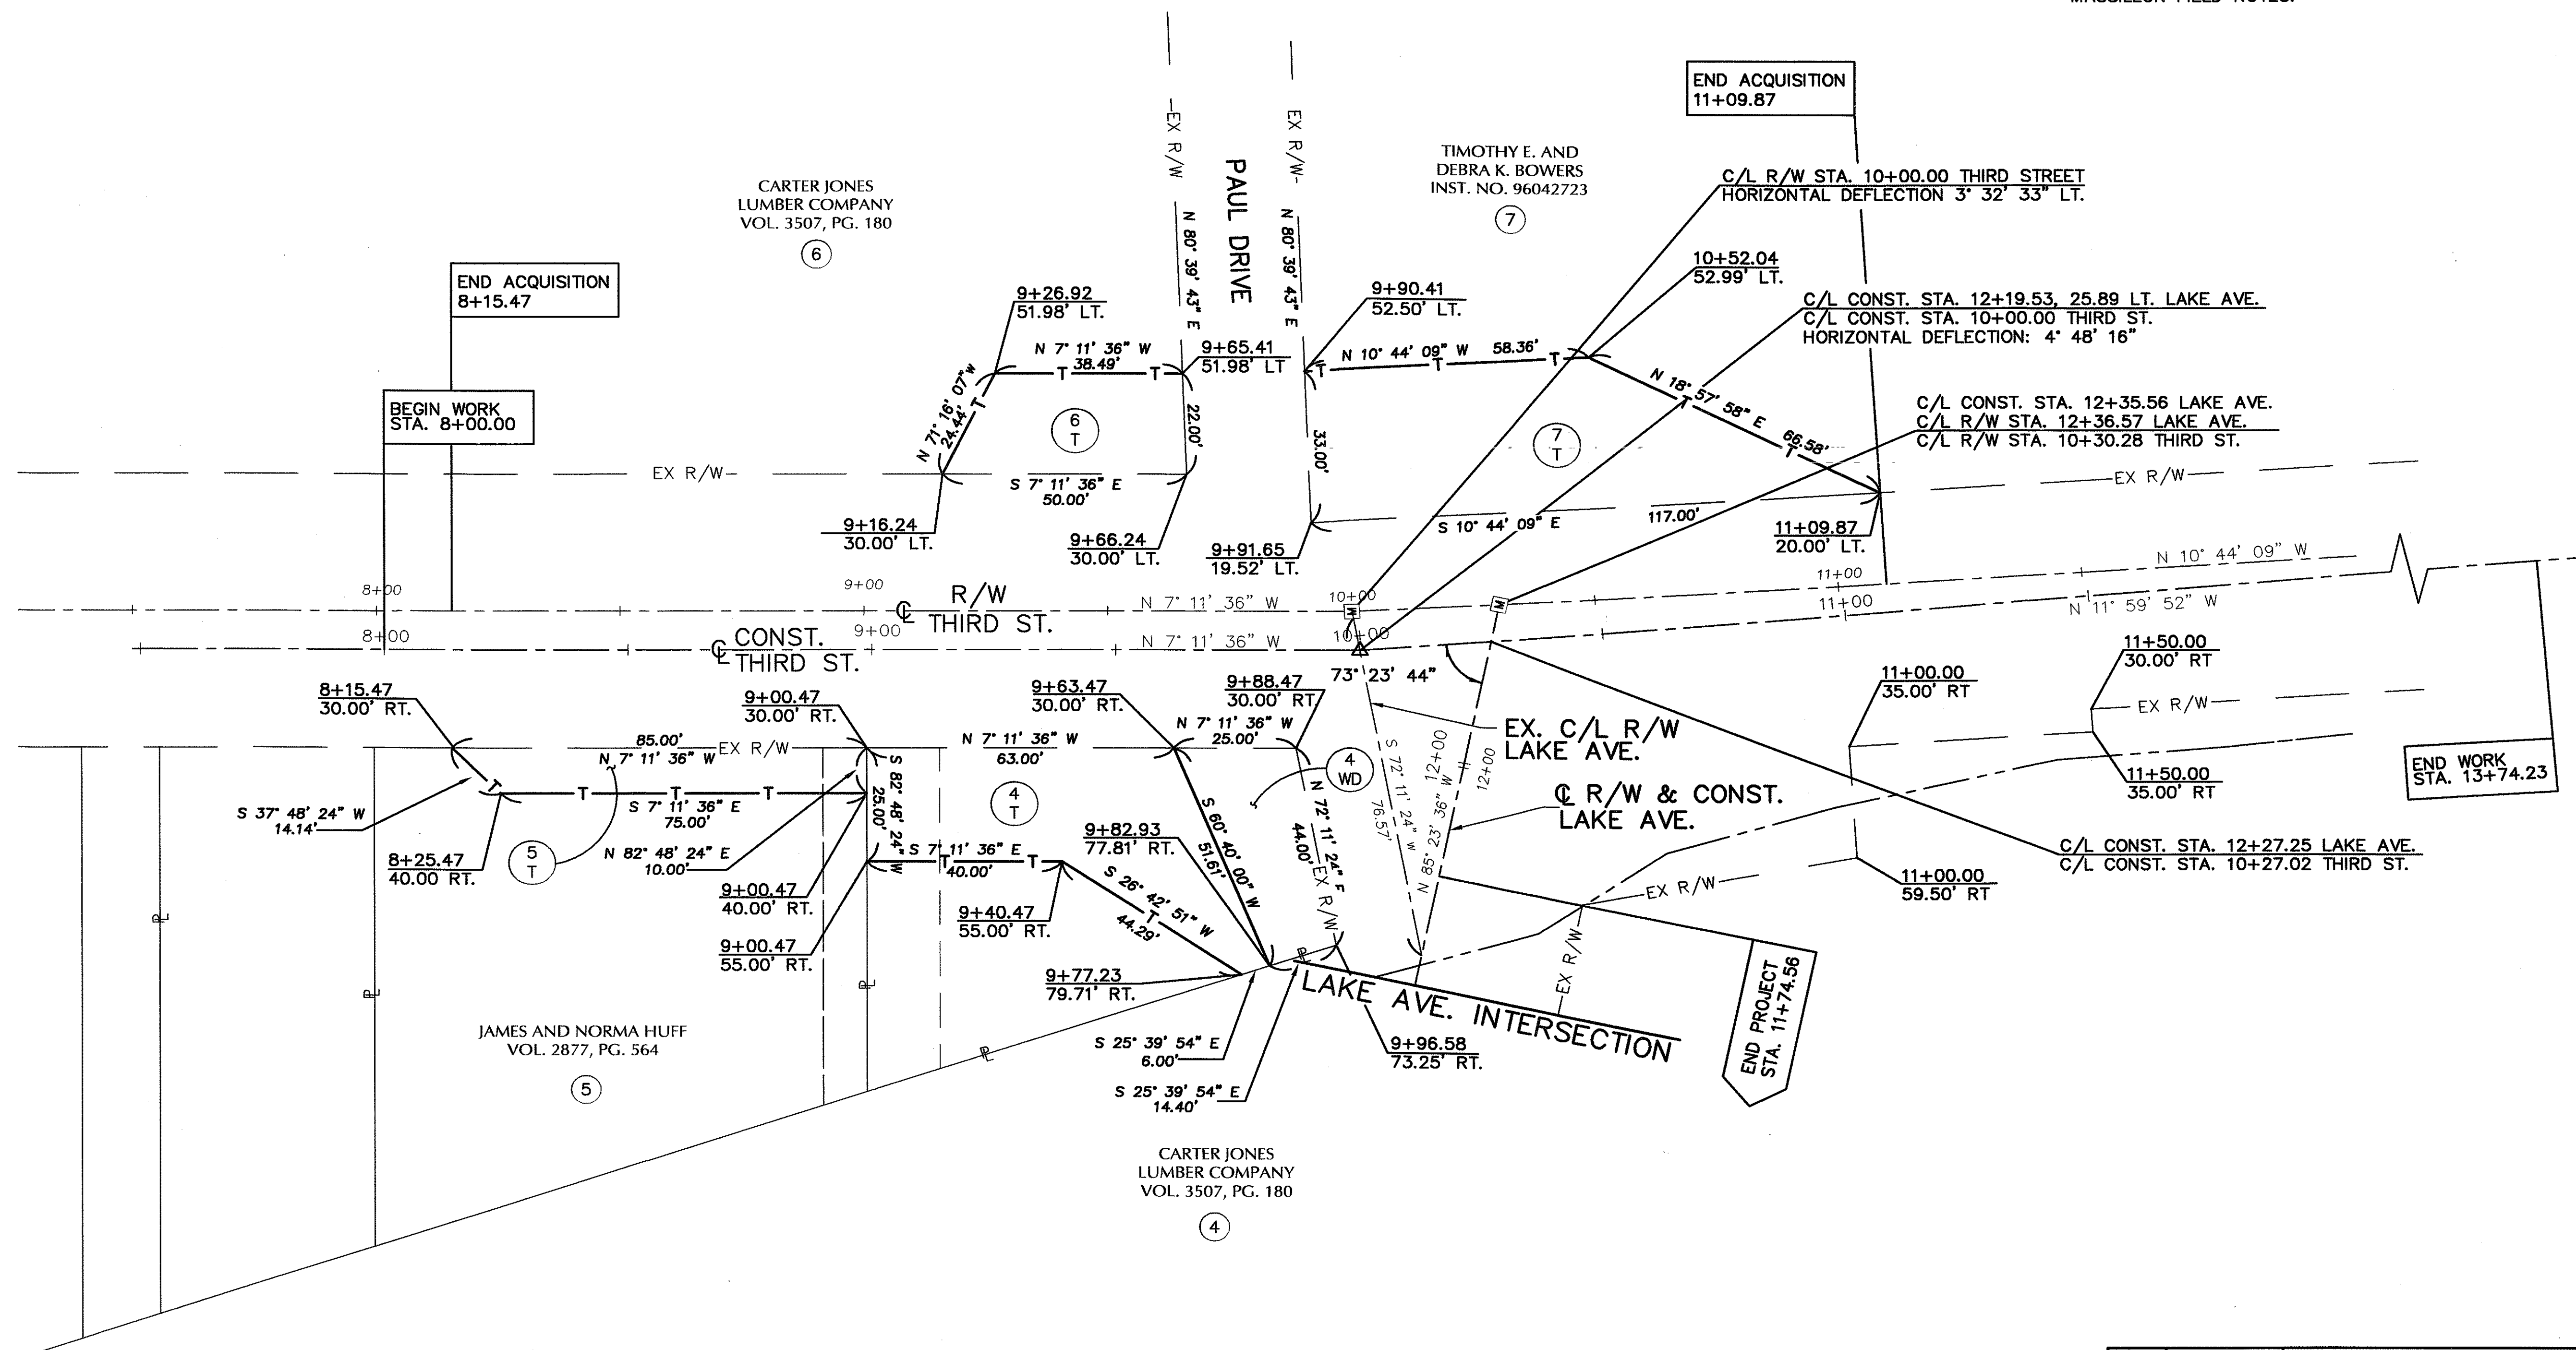 CARTER JONES
LUMBER COMPANY
VOL. 3507, PG. 180
6
EX R/W
N 80° 39' 43" E
PAUL DRIVE
EX R/W
N 80° 39' 43" E
TIMOTHY E. AND
DEBRA K. BOWERS
INST. NO. 96042723
7
END ACQUISITION
11+09.87
C/L R/W STA. 10+00.00 THIRD STREET
HORIZONTAL DEFLECTION 3° 32' 33" LT.
10+52.04
52.99' LT.
C/L CONST. STA. 12+19.53, 25.89 LT. LAKE AVE.
C/L CONST. STA. 10+00.00 THIRD ST.
HORIZONTAL DEFLECTION: 4° 48' 16"
C/L CONST. STA. 12+35.56 LAKE AVE.
C/L R/W STA. 12+36.57 LAKE AVE.
C/L R/W STA. 10+30.28 THIRD ST.
END ACQUISITION
8+15.47
BEGIN WORK
STA. 8+00.00
9+26.92
51.98' LT.
N 7° 11' 36" W
38.49'
T T
9+65.41
51.98' LT
N 71° 16' 07" W
24.44'
T
6
T
22.00'
9+90.41
52.50' LT.
N 10° 44' 09" W 58.36'
T T T
33.00'
N 18° 57' 58" E 66.58'
T T
7
T
EX R/W
S 7° 11' 36" E
50.00'
9+16.24
30.00' LT.
9+66.24
30.00' LT.
9+91.65
19.52' LT.
S 10° 44' 09" E 117.00'
11+09.87
20.00' LT.
EX R/W
8+00
9+00
R/W
THIRD ST.
N 7° 11' 36" W
10+00
M
M
11+00
N 10° 44' 09" W
8+00
CONST.
THIRD ST.
9+00
N 7° 11' 36" W
10+00
11+00
N 11° 59' 52" W
73° 23' 44"
8+15.47
30.00' RT.
9+00.47
30.00' RT.
9+63.47
30.00' RT.
9+88.47
30.00' RT.
11+00.00
35.00' RT
11+50.00
30.00' RT
85.00'
N 7° 11' 36" W
EX R/W
N 7° 11' 36" W
63.00'
N 7° 11' 36" W
25.00'
EX R/W
11+50.00
35.00' RT
END WORK
STA. 13+74.23
S 37° 48' 24" W
14.14'
T
T T T
S 7° 11' 36" E
75.00'
8+25.47
40.00 RT.
5
T
N 82° 48' 24" E
10.00'
S 82° 48' 24" W
25.00'
4
T
4
WD
9+00.47
40.00' RT.
9+00.47
55.00' RT.
S 7° 11' 36" E
40.00'
T T
9+40.47
55.00' RT.
9+82.93
77.81' RT.
S 60° 40' 00" W
51.61'
N 72° 11' 24" E
44.00'
EX R/W
S 26° 42' 51" W
44.29'
T
9+77.23
79.71' RT.
S 72° 11' 24" W
76.57'
N 85° 23' 36" W
12+00
12+00
EX. C/L R/W
LAKE AVE.
R/W & CONST.
LAKE AVE.
C/L CONST. STA. 12+27.25 LAKE AVE.
C/L CONST. STA. 10+27.02 THIRD ST.
11+00.00
59.50' RT
EX R/W
EX R/W
LAKE AVE. INTERSECTION
END PROJECT
STA. 11+74.56
9+96.58
73.25' RT.
S 25° 39' 54" E
6.00'
S 25° 39' 54" E
14.40'
JAMES AND NORMA HUFF
VOL. 2877, PG. 564
5
CARTER JONES
LUMBER COMPANY
VOL. 3507, PG. 180
4